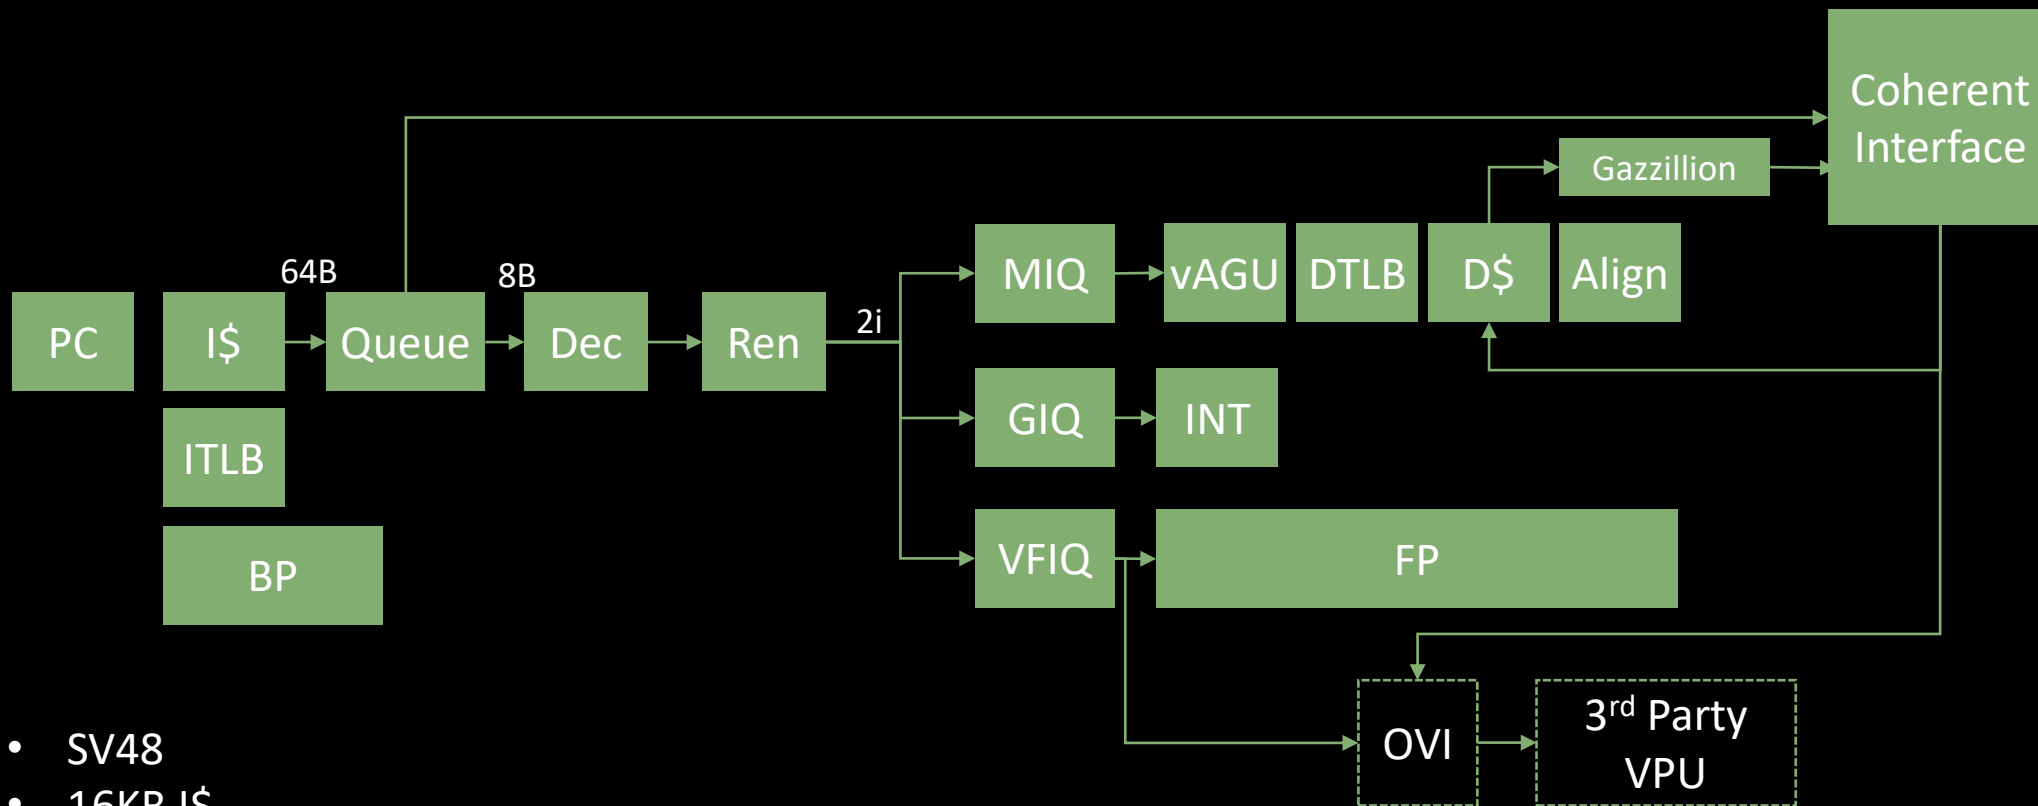 Coherent
Interface
Gazzillion
64B
8B
2i
PC
I$
Queue
Dec
Ren
MIQ
vAGU
DTLB
D$
Align
ITLB
GIQ
INT
BP
VFIQ
FP
OVI
3rd Party
VPU
• SV48
• 16KB I$